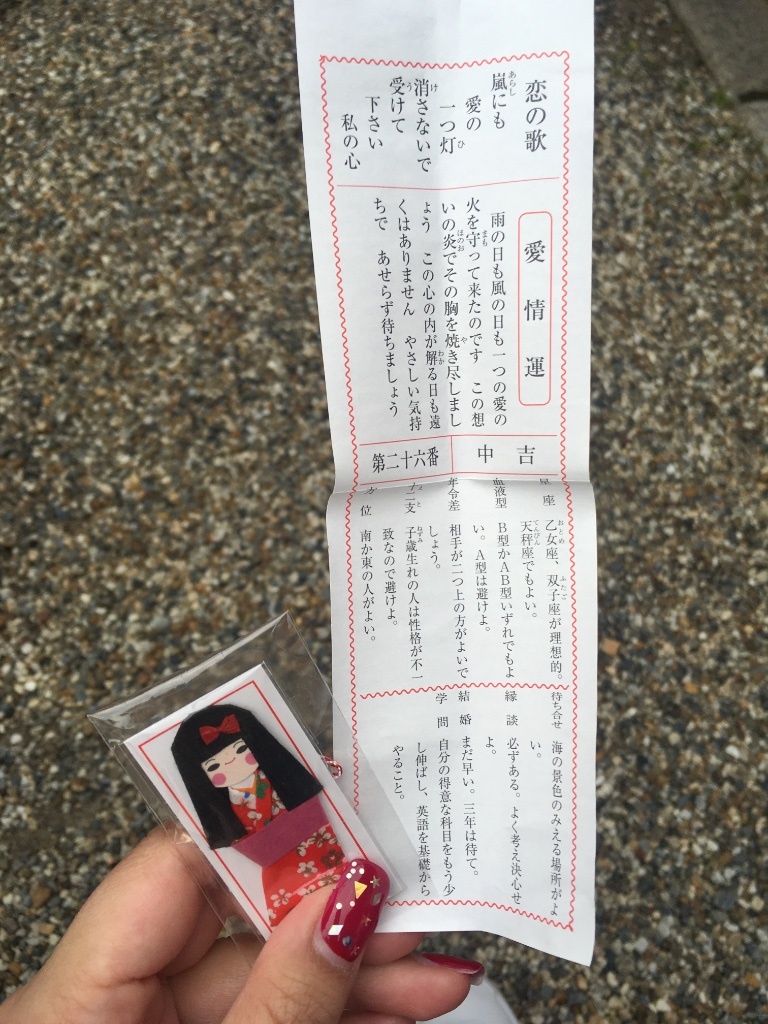 恋の歌
嵐にも
愛の
一つ灯
消さないで
受けて
下さい
私の心
愛情運
雨の日も風の日も一つの愛の
火を守って来たのです この想
いの炎でその胸を焼き尽しまし
ょう この心の内が解る日も遠
くはありません やさしい気持
ちで あせらず待ちましょう
中吉
第二十六番
星座
乙女座、双子座が理想的。
天秤座でもよい。
血液型
B型かAB型いずれでもよ
い。A型は避けよ。
年令差
相手が二つ上の方がよいで
しょう。
十二支
子歳生れの人は性格が不一
致なので避けよ。
方位
南か東の人がよい。
待ち合せ
海の景色のみえる場所がよ
い。
縁談
必ずある。よく考え決心せ
よ。
結婚
まだ早い。三年は待て。
学問
自分の得意な科目をもう少
し伸ばし、英語を基礎から
やること。